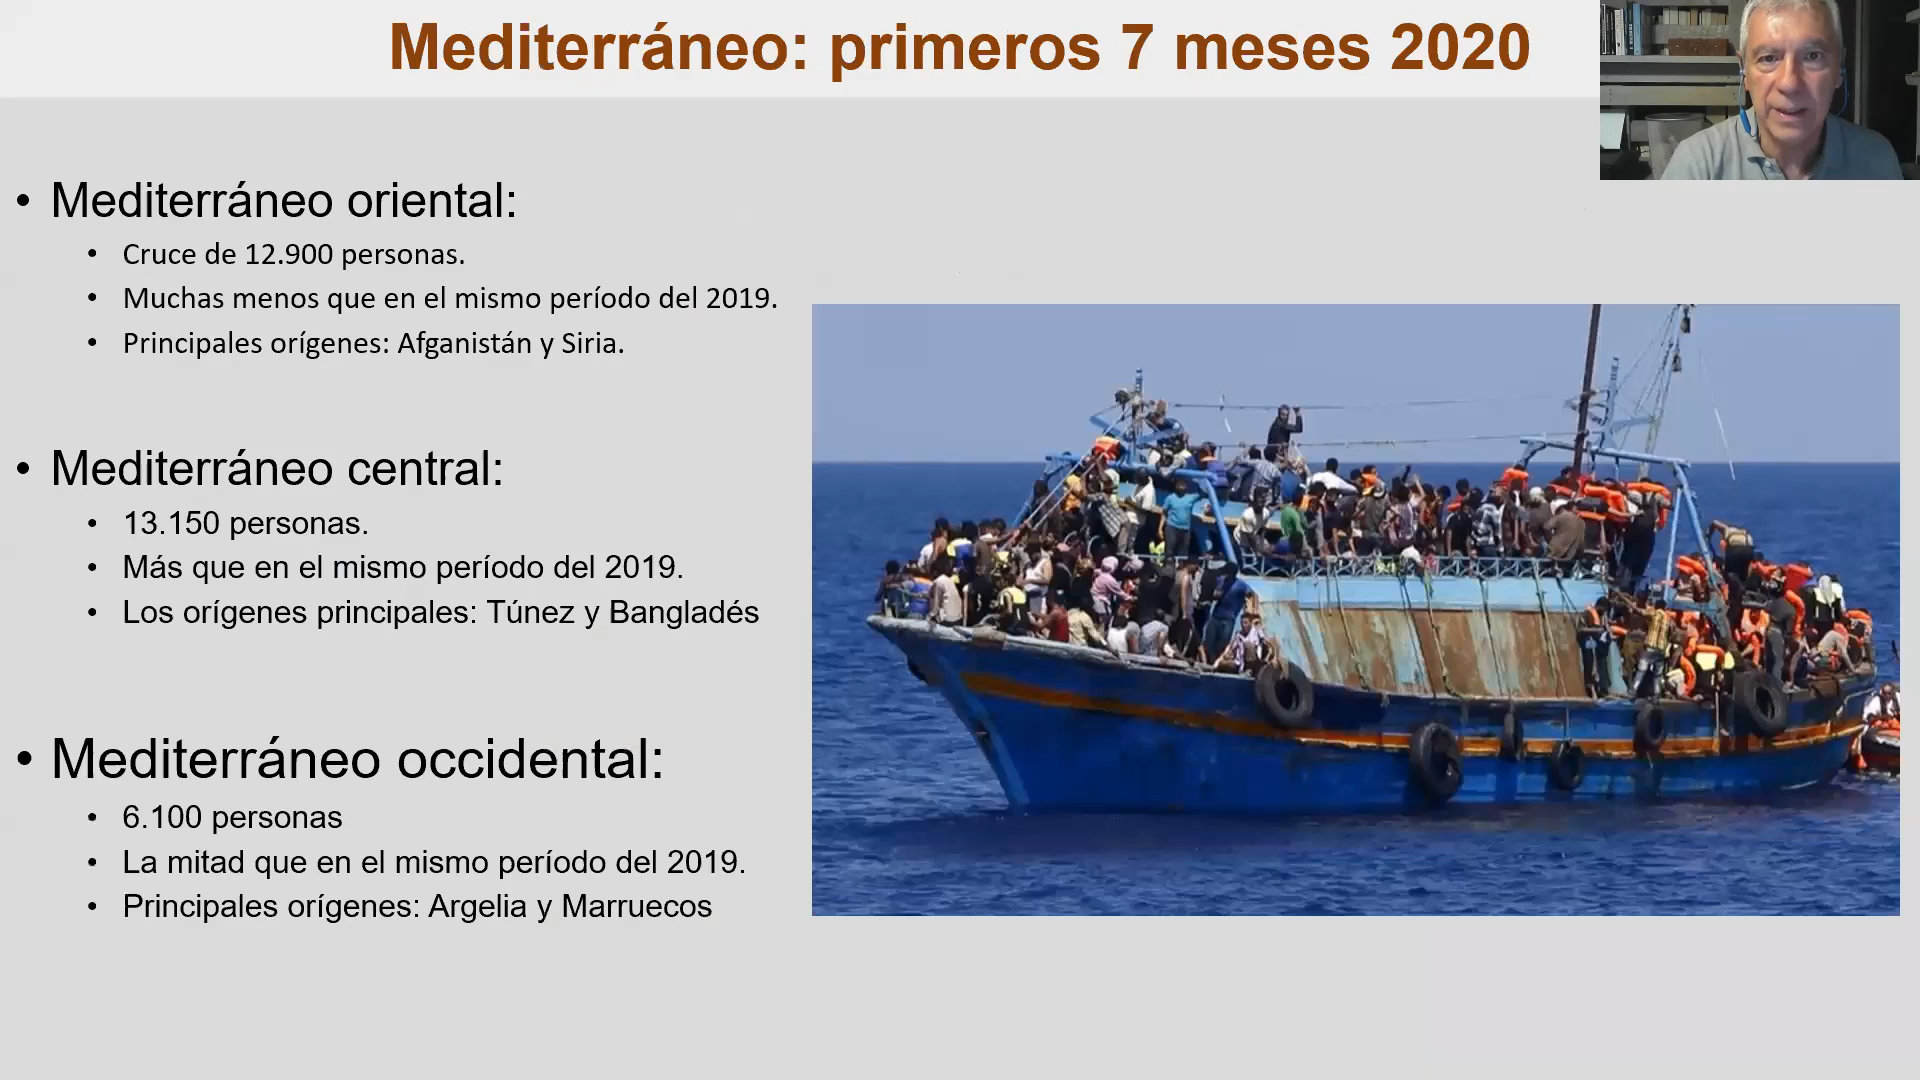 Mediterráneo: primeros 7 meses 2020
• Mediterráneo oriental:
• Cruce de 12.900 personas.
• Muchas menos que en el mismo período del 2019.
• Principales orígenes: Afganistán y Siria.
• Mediterráneo central:
• 13.150 personas.
• Más que en el mismo período del 2019.
• Los orígenes principales: Túnez y Bangladés
• Mediterráneo occidental:
• 6.100 personas
• La mitad que en el mismo período del 2019.
• Principales orígenes: Argelia y Marruecos